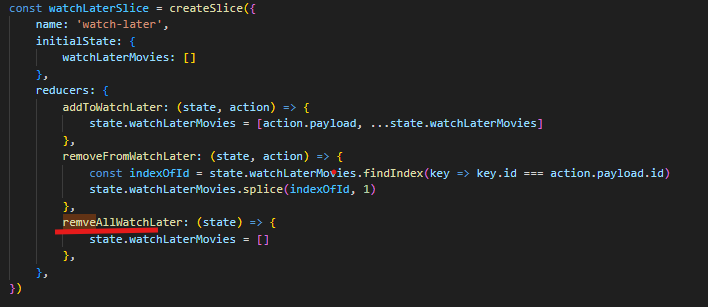 const watchLaterSlice = createSlice({
    name: 'watch-later',
    initialState: {
        watchLaterMovies: []
    },
    reducers: {
        addToWatchLater: (state, action) => {
            state.watchLaterMovies = [action.payload, ...state.watchLaterMovies]
        },
        removeFromWatchLater: (state, action) => {
            const indexOfId = state.watchLaterMovies.findIndex(key => key.id === action.payload.id)
            state.watchLaterMovies.splice(indexOfId, 1)
        },
        remveAllWatchLater: (state) => {
            state.watchLaterMovies = []
        },
    },
})